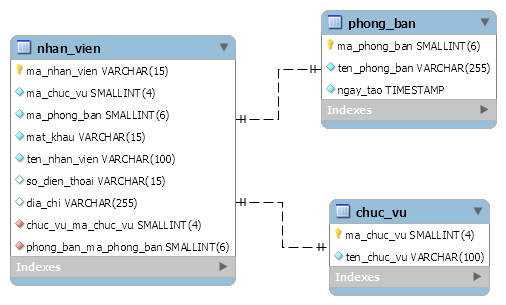 nhan_vien
ma_nhan_vien VARCHAR(15)
ma_chuc_vu SMALLINT(4)
ma_phong_ban SMALLINT(6)
mat_khau VARCHAR(15)
ten_nhan_vien VARCHAR(100)
so_dien_thoai VARCHAR(15)
dia_chi VARCHAR(255)
chuc_vu_ma_chuc_vu SMALLINT(4)
phong_ban_ma_phong_ban SMALLINT(6)
Indexes
phong_ban
ma_phong_ban SMALLINT(6)
ten_phong_ban VARCHAR(255)
ngay_tao TIMESTAMP
Indexes
chuc_vu
ma_chuc_vu SMALLINT(4)
ten_chuc_vu VARCHAR(100)
Indexes